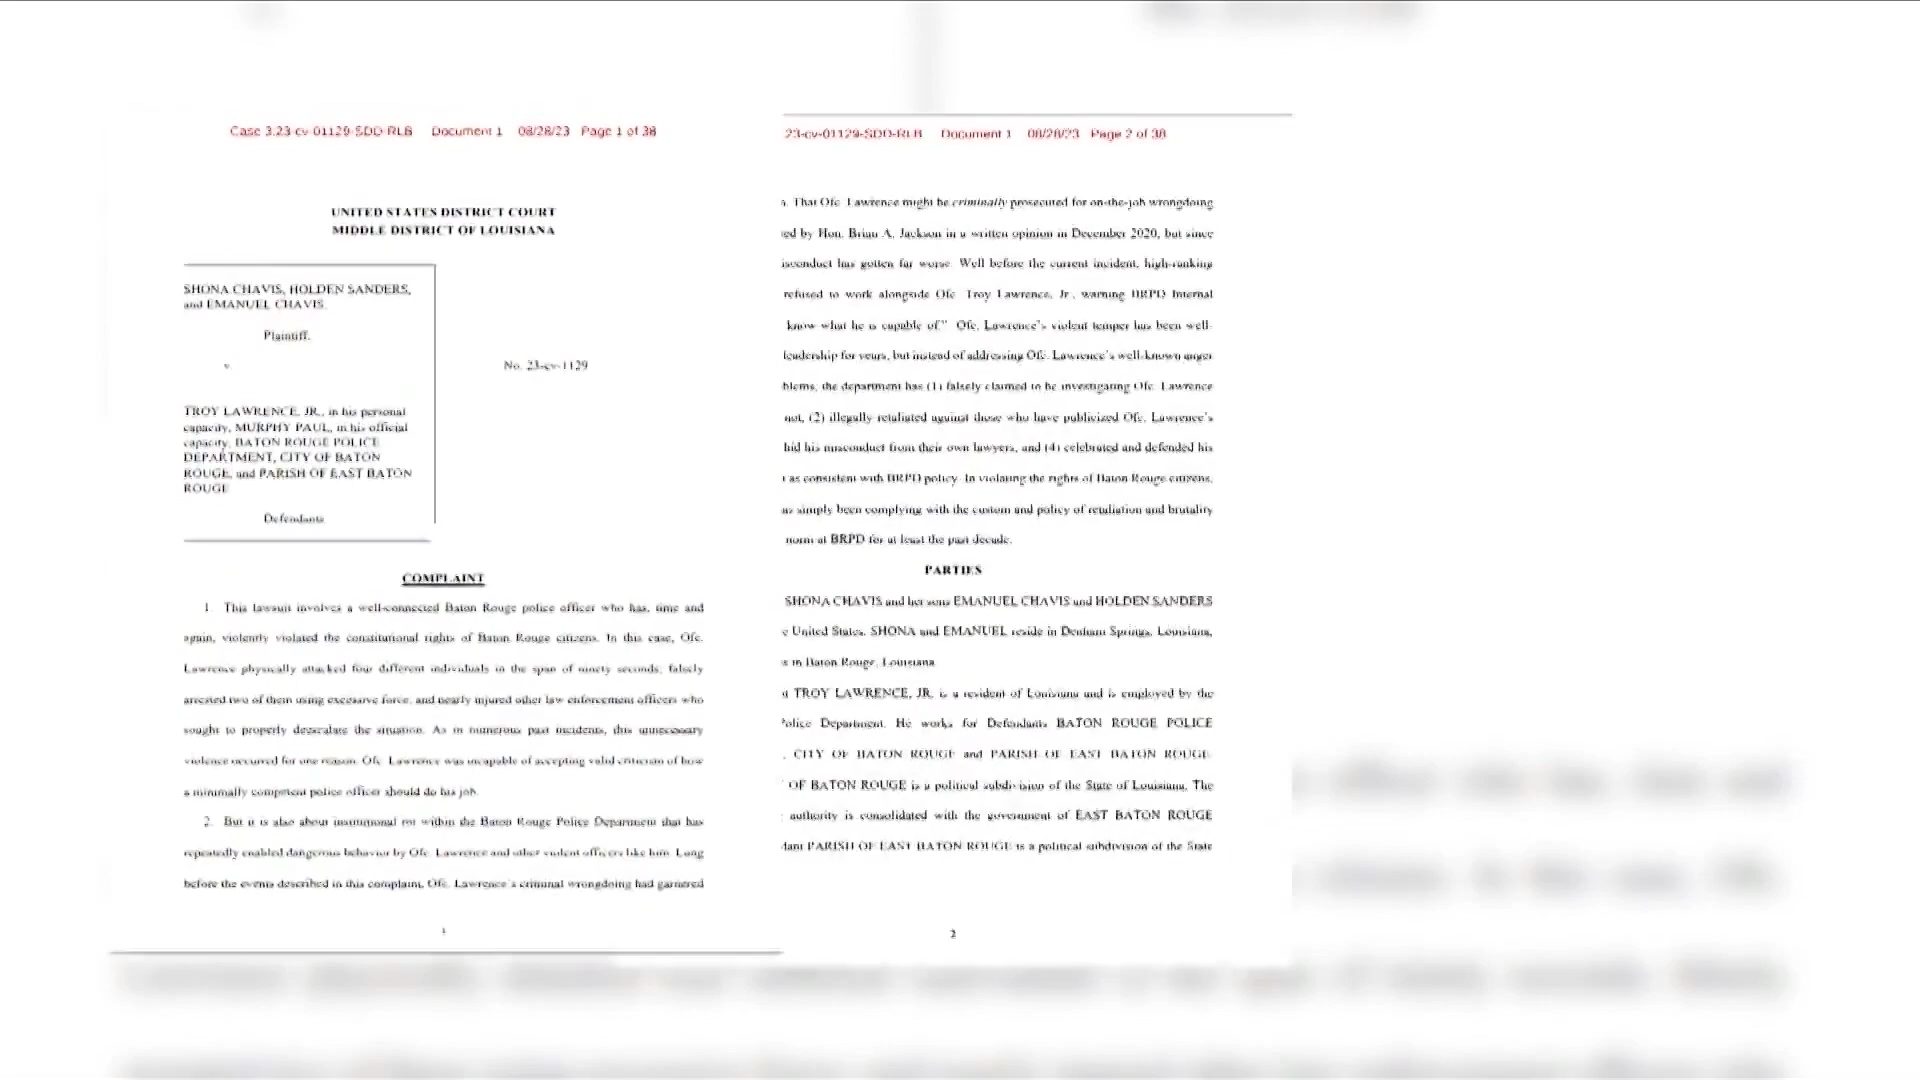 Case 3.23-cv-01129-SDD-RLB Document 1 08/28/23 Page 1 of 38
UNITED STATES DISTRICT COURT
MIDDLE DISTRICT OF LOUISIANA
SHONA CHAVIS, HOLDEN SANDERS,
and EMANUEL CHAVIS.
Plaintiff,
v.
No. 23-cv-1129
TROY LAWRENCE, JR., in his personal
capacity, MURPHY PAUL, in his official
capacity, BATON ROUGE POLICE
DEPARTMENT, CITY OF BATON
ROUGE, and PARISH OF EAST BATON
ROUGE
Defendants
COMPLAINT
1. This lawsuit involves a well-connected Baton Rouge police officer who has, time and
again, violently violated the constitutional rights of Baton Rouge citizens. In this case, Ofc.
Lawrence physically attacked four different individuals in the span of ninety seconds, falsely
arrested two of them using excessive force, and nearly injured other law enforcement officers who
sought to properly deescalate the situation. As in numerous past incidents, this unnecessary
violence occurred for one reason. Ofc. Lawrence was incapable of accepting valid criticism of how
a minimally competent police officer should do his job.
2. But it is also about institutional rot within the Baton Rouge Police Department that has
repeatedly enabled dangerous behavior by Ofc. Lawrence and other violent officers like him. Long
before the events described in this complaint, Ofc. Lawrence's criminal wrongdoing had garnered
1
23-cv-01129-SDD-RLB Document 1 08/28/23 Page 2 of 38
. That Ofc. Lawrence might be criminally prosecuted for on-the-job wrongdoing
ed by Hon. Brian A. Jackson in a written opinion in December 2020, but since
isconduct has gotten far worse. Well before the current incident, high-ranking
refused to work alongside Ofc. Troy Lawrence, Jr., warning BRPD Internal
know what he is capable of." Ofc. Lawrence's violent temper has been well-
leadership for years, but instead of addressing Ofc. Lawrence's well-known anger
blems, the department has (1) falsely claimed to be investigating Ofc. Lawrence
not, (2) illegally retaliated against those who have publicized Ofc. Lawrence's
hid his misconduct from their own lawyers, and (4) celebrated and defended his
as consistent with BRPD policy. In violating the rights of Baton Rouge citizens,
as simply been complying with the custom and policy of retaliation and brutality
norm at BRPD for at least the past decade.
PARTIES
SHONA CHAVIS and her sons EMANUEL CHAVIS and HOLDEN SANDERS
e United States. SHONA and EMANUEL reside in Denham Springs, Louisiana,
s in Baton Rouge, Louisiana
TROY LAWRENCE, JR. is a resident of Louisiana and is employed by the
Police Department. He works for Defendants BATON ROUGE POLICE
, CITY OF BATON ROUGE and PARISH OF EAST BATON ROUGE.
OF BATON ROUGE is a political subdivision of the State of Louisiana. The
authority is consolidated with the government of EAST BATON ROUGE
dant PARISH OF EAST BATON ROUGE is a political subdivision of the State
2